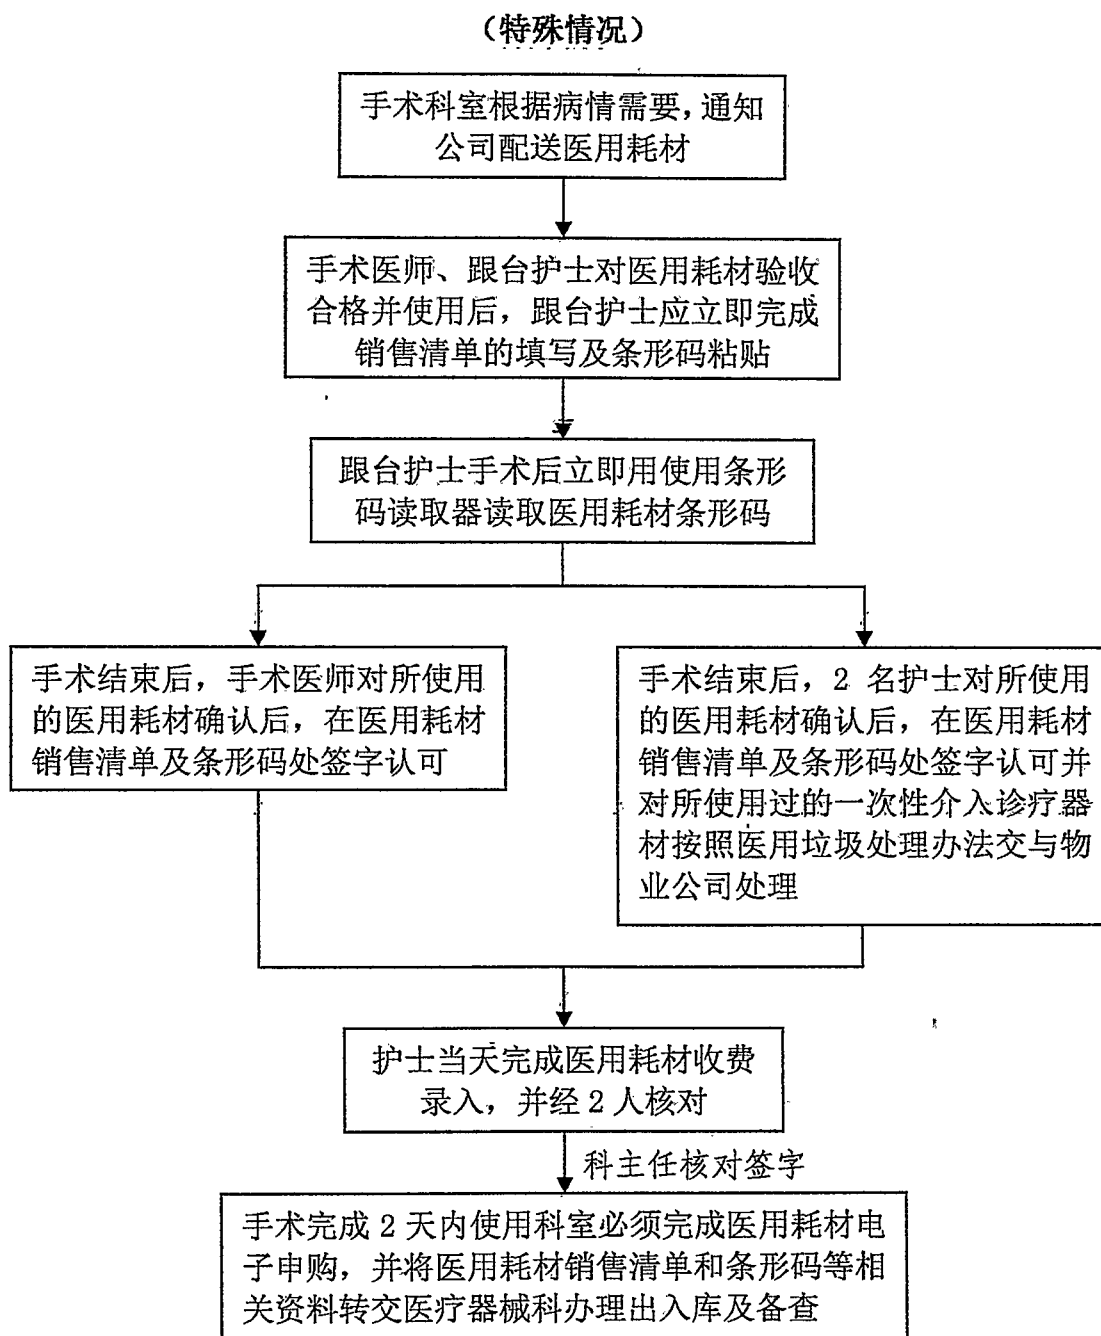 （特殊情况）
手术科室根据病情需要，通知
公司配送医用耗材
手术医师、跟台护士对医用耗材验收
合格并使用后，跟台护士应立即完成
销售清单的填写及条形码粘贴
跟台护士手术后立即用使用条形
码读取器读取医用耗材条形码
手术结束后，手术医师对所使用
的医用耗材确认后，在医用耗材
销售清单及条形码处签字认可
手术结束后，2 名护士对所使用
的医用耗材确认后，在医用耗材
销售清单及条形码处签字认可并
对所使用过的一次性介入诊疗器
材按照医用垃圾处理办法交与物
业公司处理
护士当天完成医用耗材收费
录入，并经 2 人核对
科主任核对签字
手术完成 2 天内使用科室必须完成医用耗材电
子申购，并将医用耗材销售清单和条形码等相
关资料转交医疗器械科办理出入库及备查